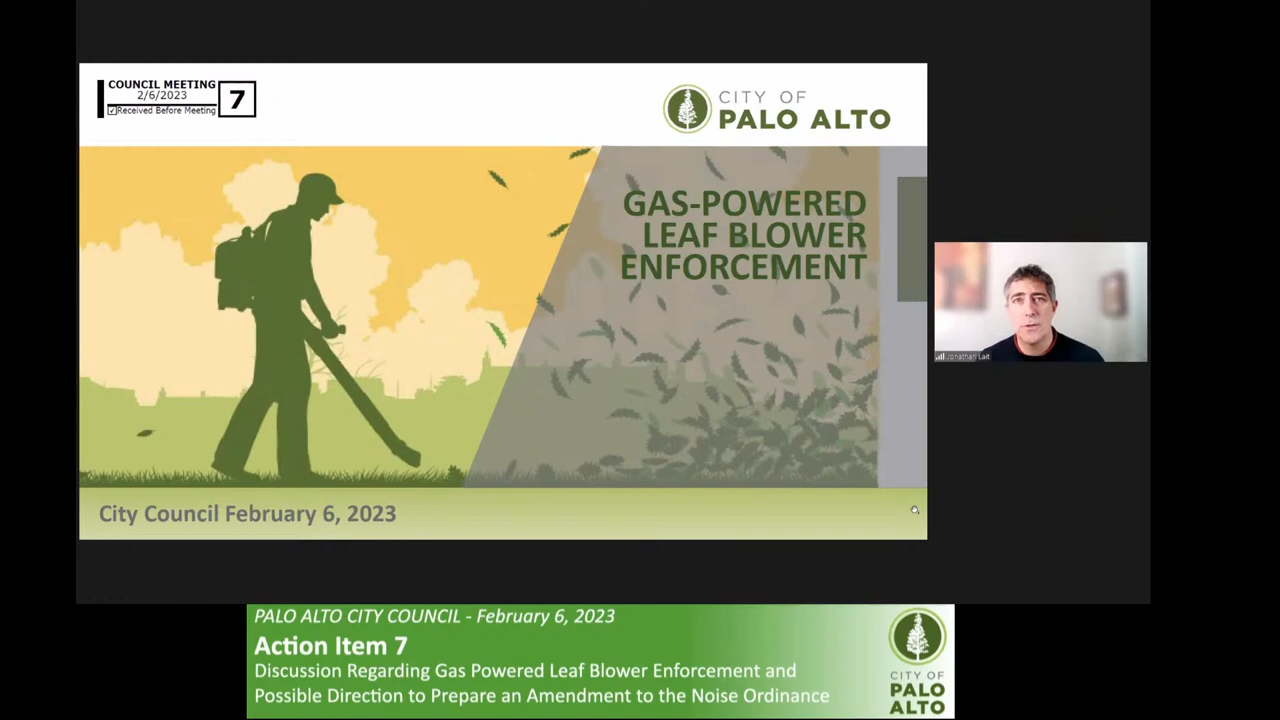 COUNCIL MEETING
2/6/2023
Received Before Meeting
7
CITY OF
PALO ALTO
GAS-POWERED
LEAF BLOWER
ENFORCEMENT
City Council February 6, 2023
Jonathan Lait
PALO ALTO CITY COUNCIL - February 6, 2023
Action Item 7
Discussion Regarding Gas Powered Leaf Blower Enforcement and
Possible Direction to Prepare an Amendment to the Noise Ordinance
CITY OF
PALO
ALTO